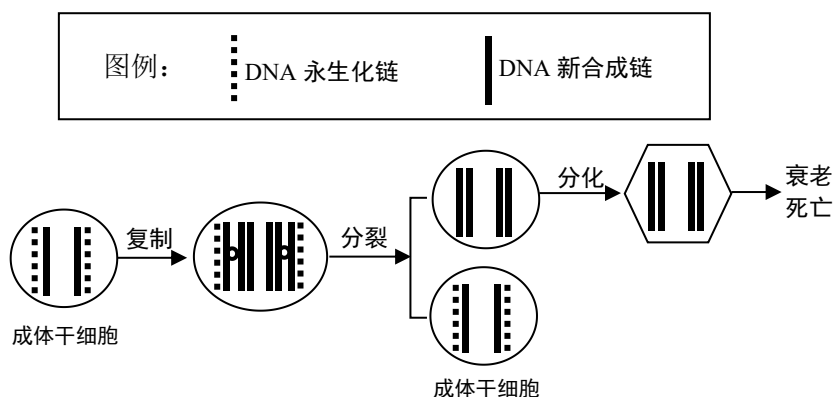 图例：
DNA 永生化链
DNA 新合成链
复制
分裂
分化
衰老
死亡
成体干细胞
成体干细胞